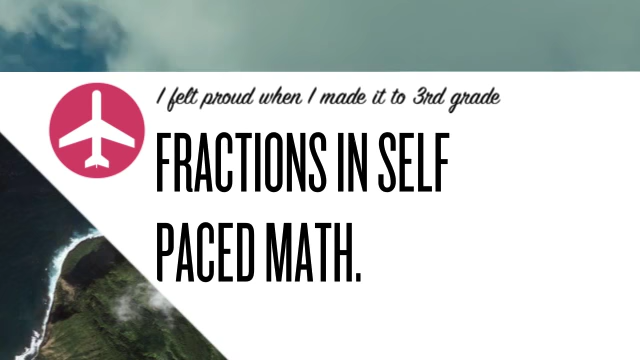 I felt proud when I made it to 3rd grade
FRACTIONS IN SELF
PACED MATH.